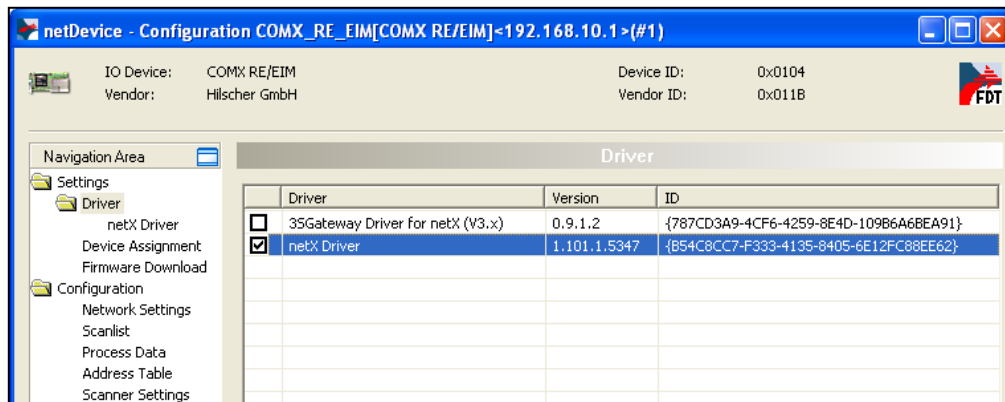 netDevice - Configuration COMX_RE_EIM[COMX RE/EIM]<192.168.10.1>(#1)
IO Device: COMX RE/EIM Device ID: 0x0104
Vendor: Hilscher GmbH Vendor ID: 0x011B
FDT
Navigation Area
Driver
Settings
Driver
netX Driver
Device Assignment
Firmware Download
Configuration
Network Settings
Scanlist
Process Data
Address Table
Scanner Settings
Driver Version ID
3SGateway Driver for netX (V3.x) 0.9.1.2 {787CD3A9-4CF6-4259-8E4D-109B6A6BEA91}
netX Driver 1.101.1.5347 {B54C8CC7-F333-4135-8405-6E12FC88EE62}